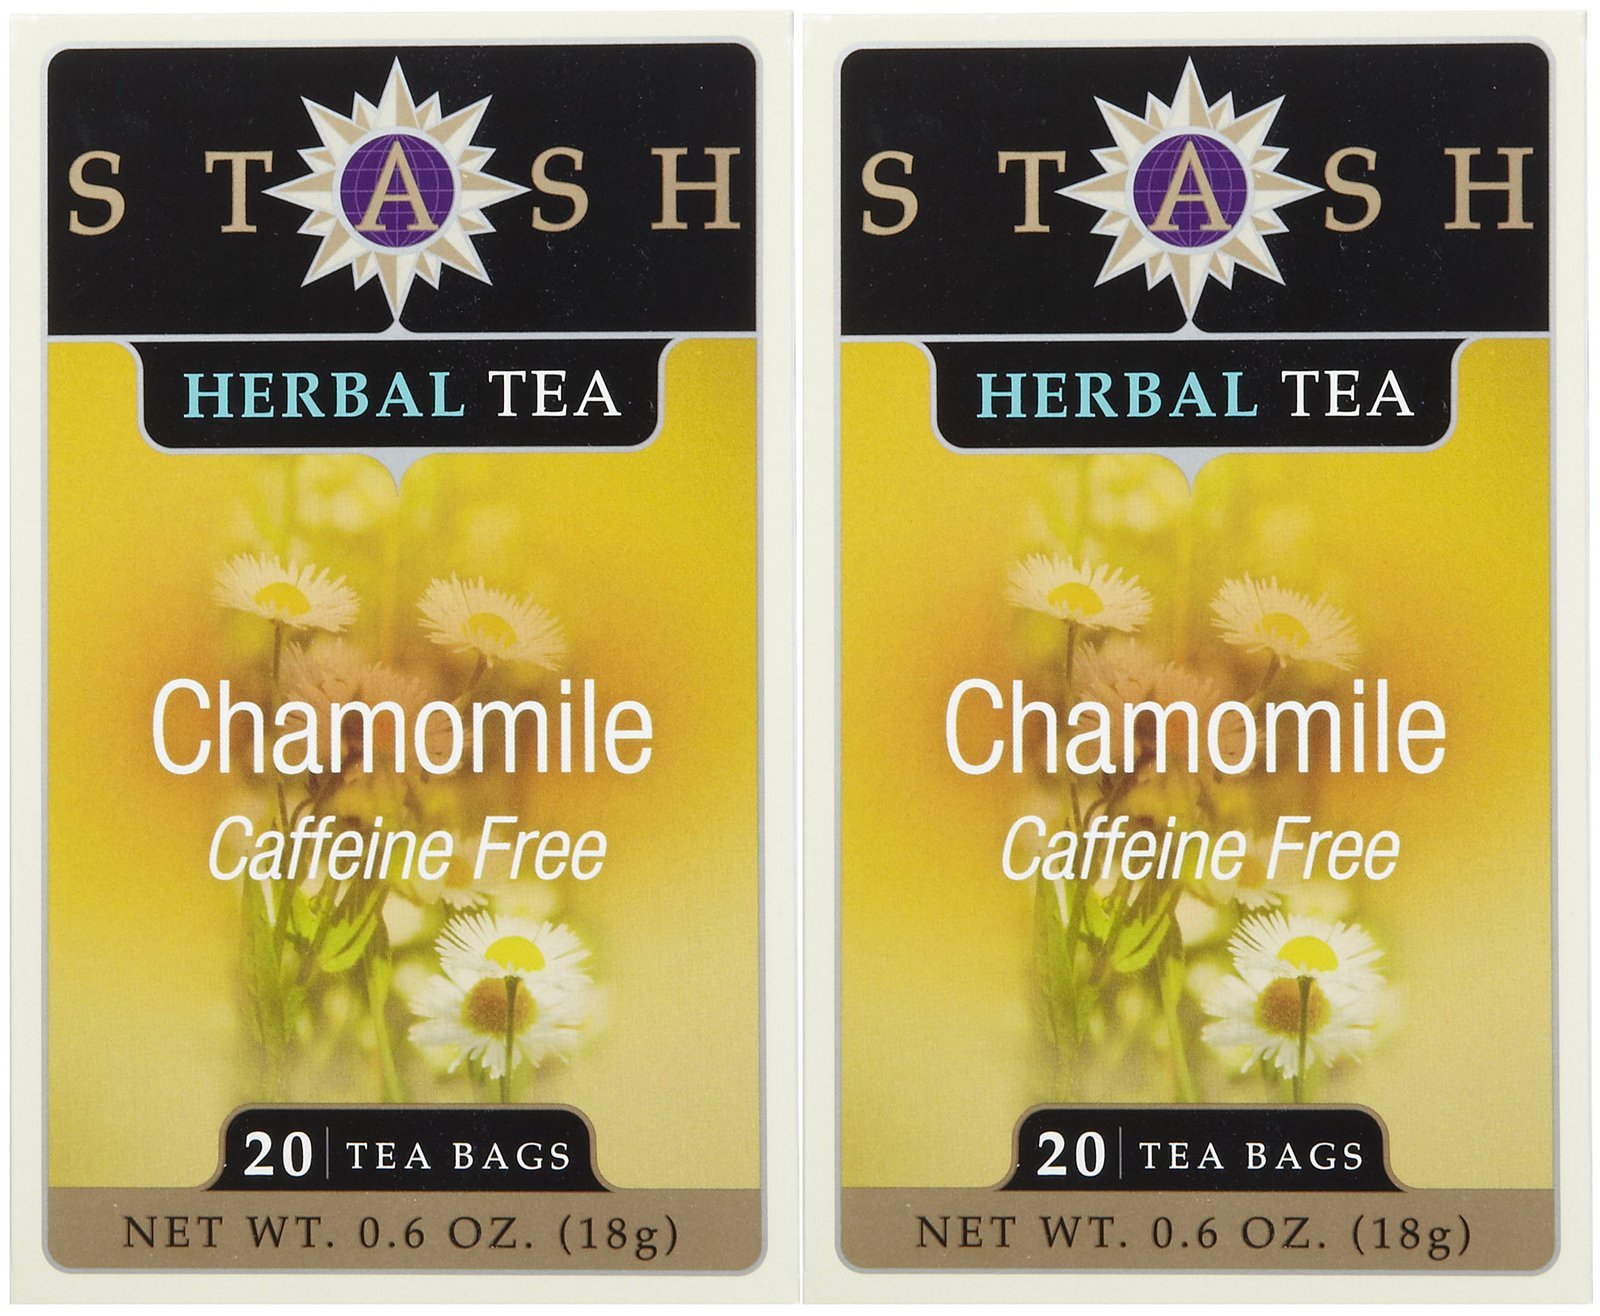 STASH
HERBAL TEA
Chamomile
Caffeine Free
20 | TEA BAGS
NET WT. 0.6 OZ. (18g)
STASH
HERBAL TEA
Chamomile
Caffeine Free
20 | TEA BAGS
NET WT. 0.6 OZ. (18g)